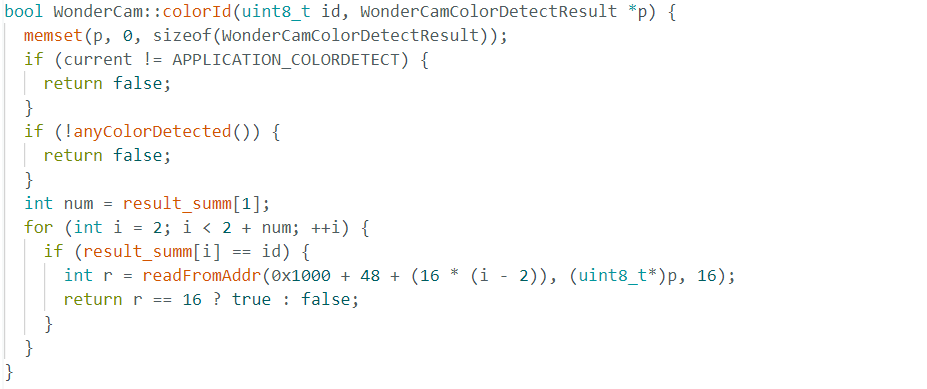 bool WonderCam::colorId(uint8_t id, WonderCamColorDetectResult *p) {
  memset(p, 0, sizeof(WonderCamColorDetectResult));
  if (current != APPLICATION_COLORDETECT) {
    return false;
  }
  if (!anyColorDetected()) {
    return false;
  }
  int num = result_summ[1];
  for (int i = 2; i < 2 + num; ++i) {
    if (result_summ[i] == id) {
      int r = readFromAddr(0x1000 + 48 + (16 * (i - 2)), (uint8_t*)p, 16);
      return r == 16 ? true : false;
    }
  }
}